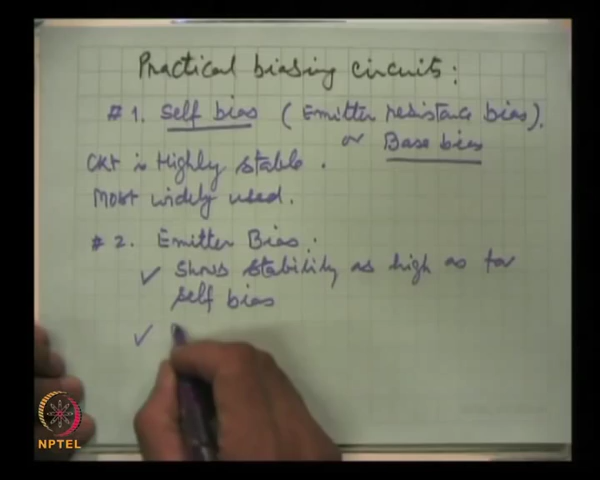 Practical biasing circuits:
#1. Self bias (Emitter resistance bias).
or Base bias
CKt is Highly stable.
Most widely used.
#2. Emitter Bias:
✓ Shows stability as high as for
self bias
✓
NPTEL